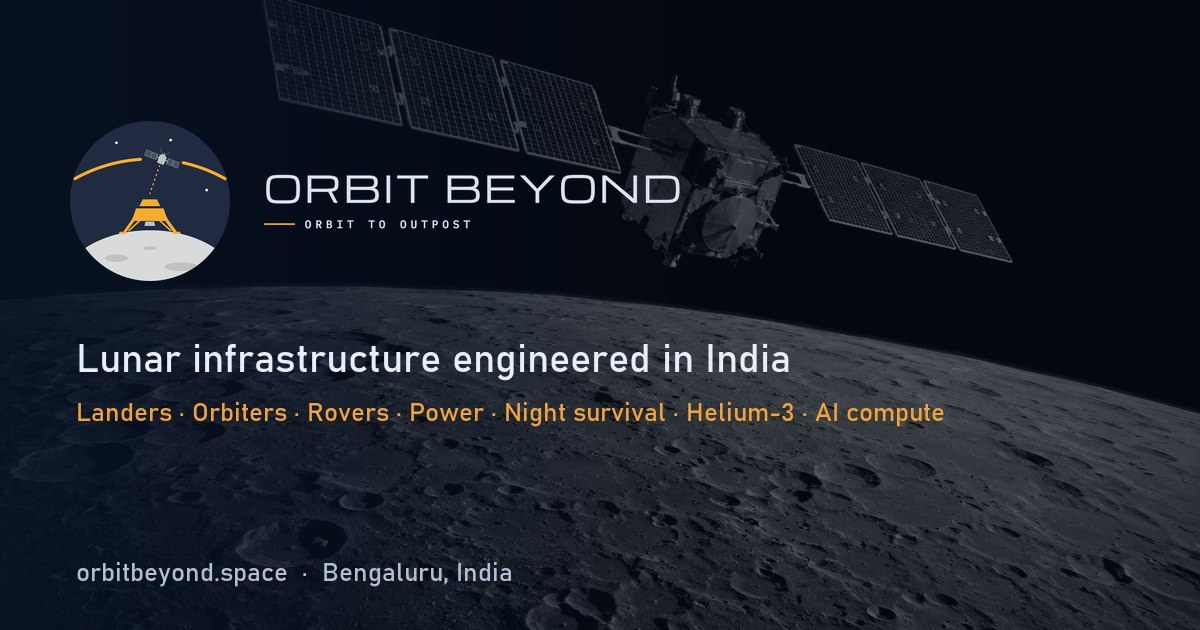 ORBIT BEYOND
ORBIT TO OUTPOST
Lunar infrastructure engineered in India
Landers · Orbiters · Rovers · Power · Night survival · Helium-3 · AI compute
orbitbeyond.space · Bengaluru, India